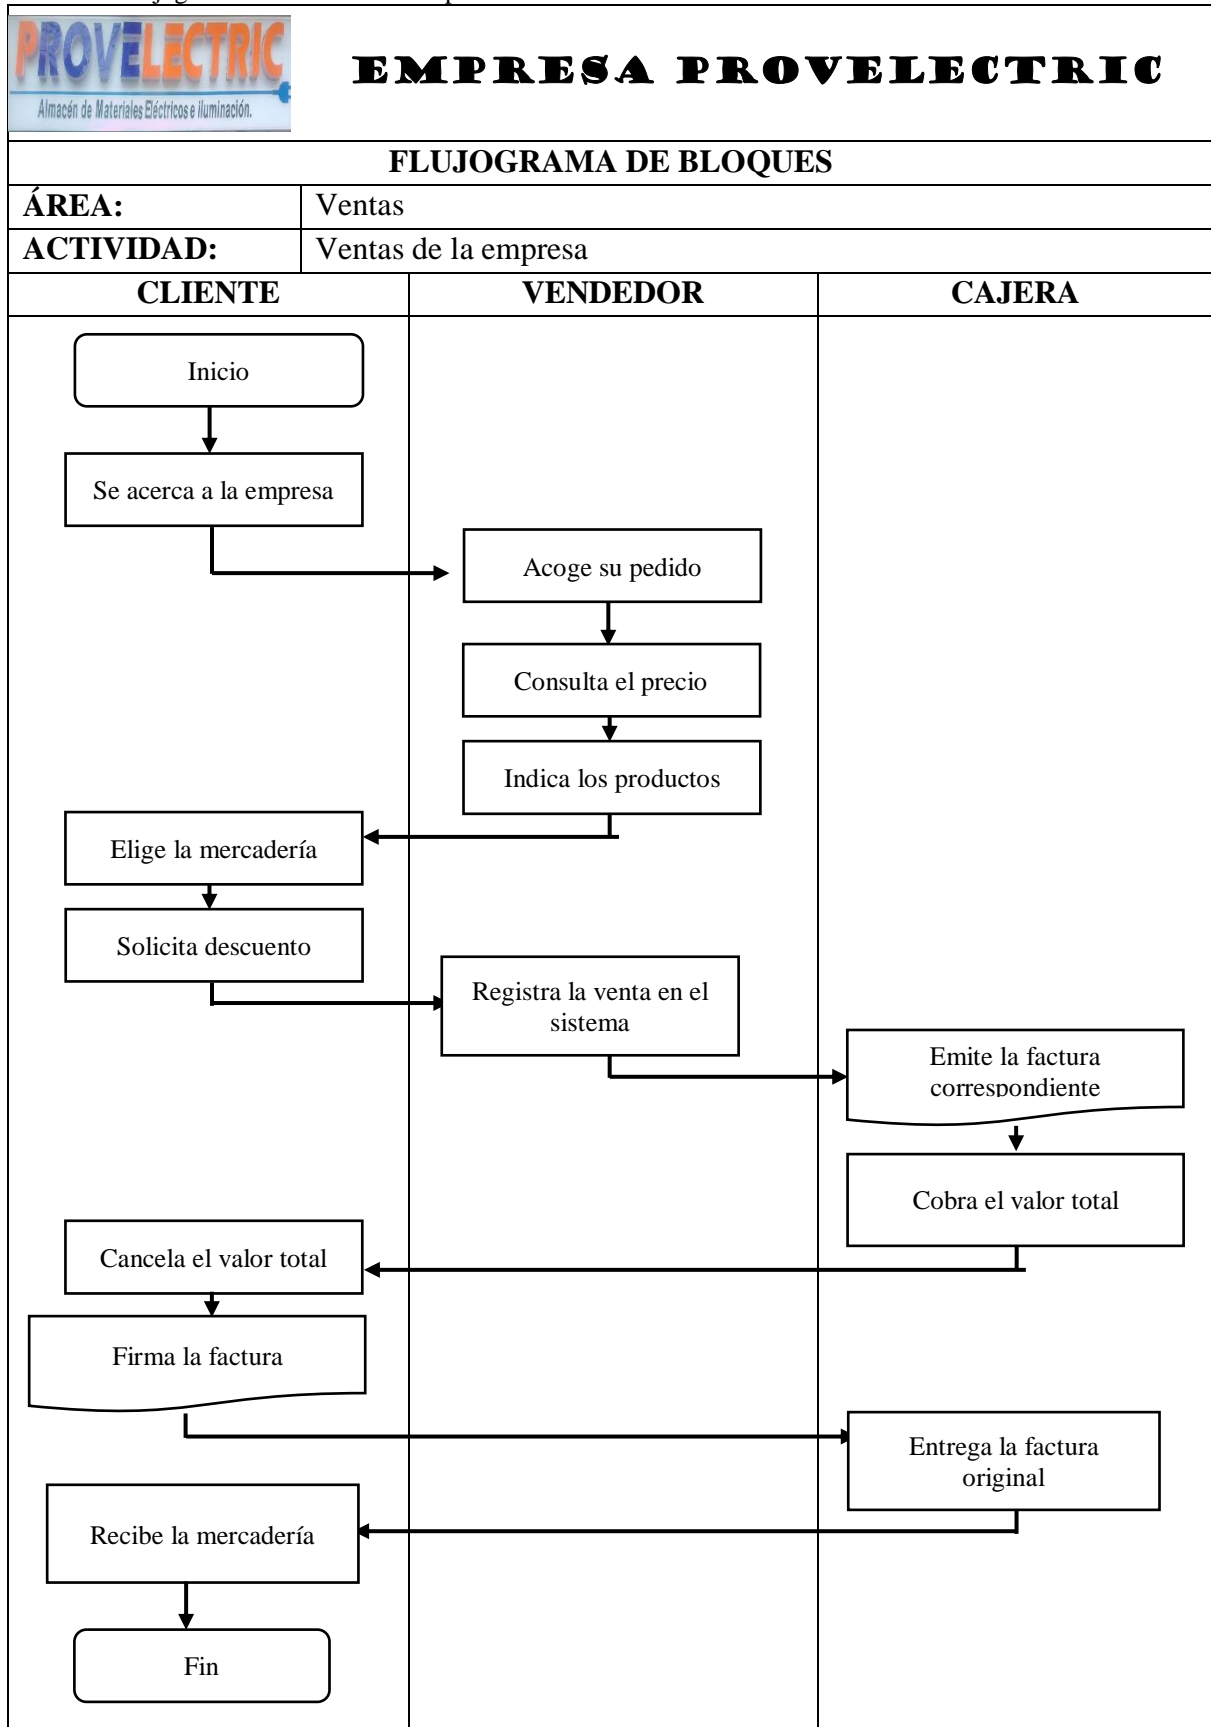 PROVELECTRIC
Almacén de Materiales Eléctricos e iluminación.
EMPRESA PROVELECTRIC
FLUJOGRAMA DE BLOQUES
ÁREA: Ventas
ACTIVIDAD: Ventas de la empresa
CLIENTE VENDEDOR CAJERA
Inicio
Se acerca a la empresa
Acoge su pedido
Consulta el precio
Indica los productos
Elige la mercadería
Solicita descuento
Registra la venta en el
sistema
Emite la factura
correspondiente
Cobra el valor total
Cancela el valor total
Firma la factura
Entrega la factura
original
Recibe la mercadería
Fin